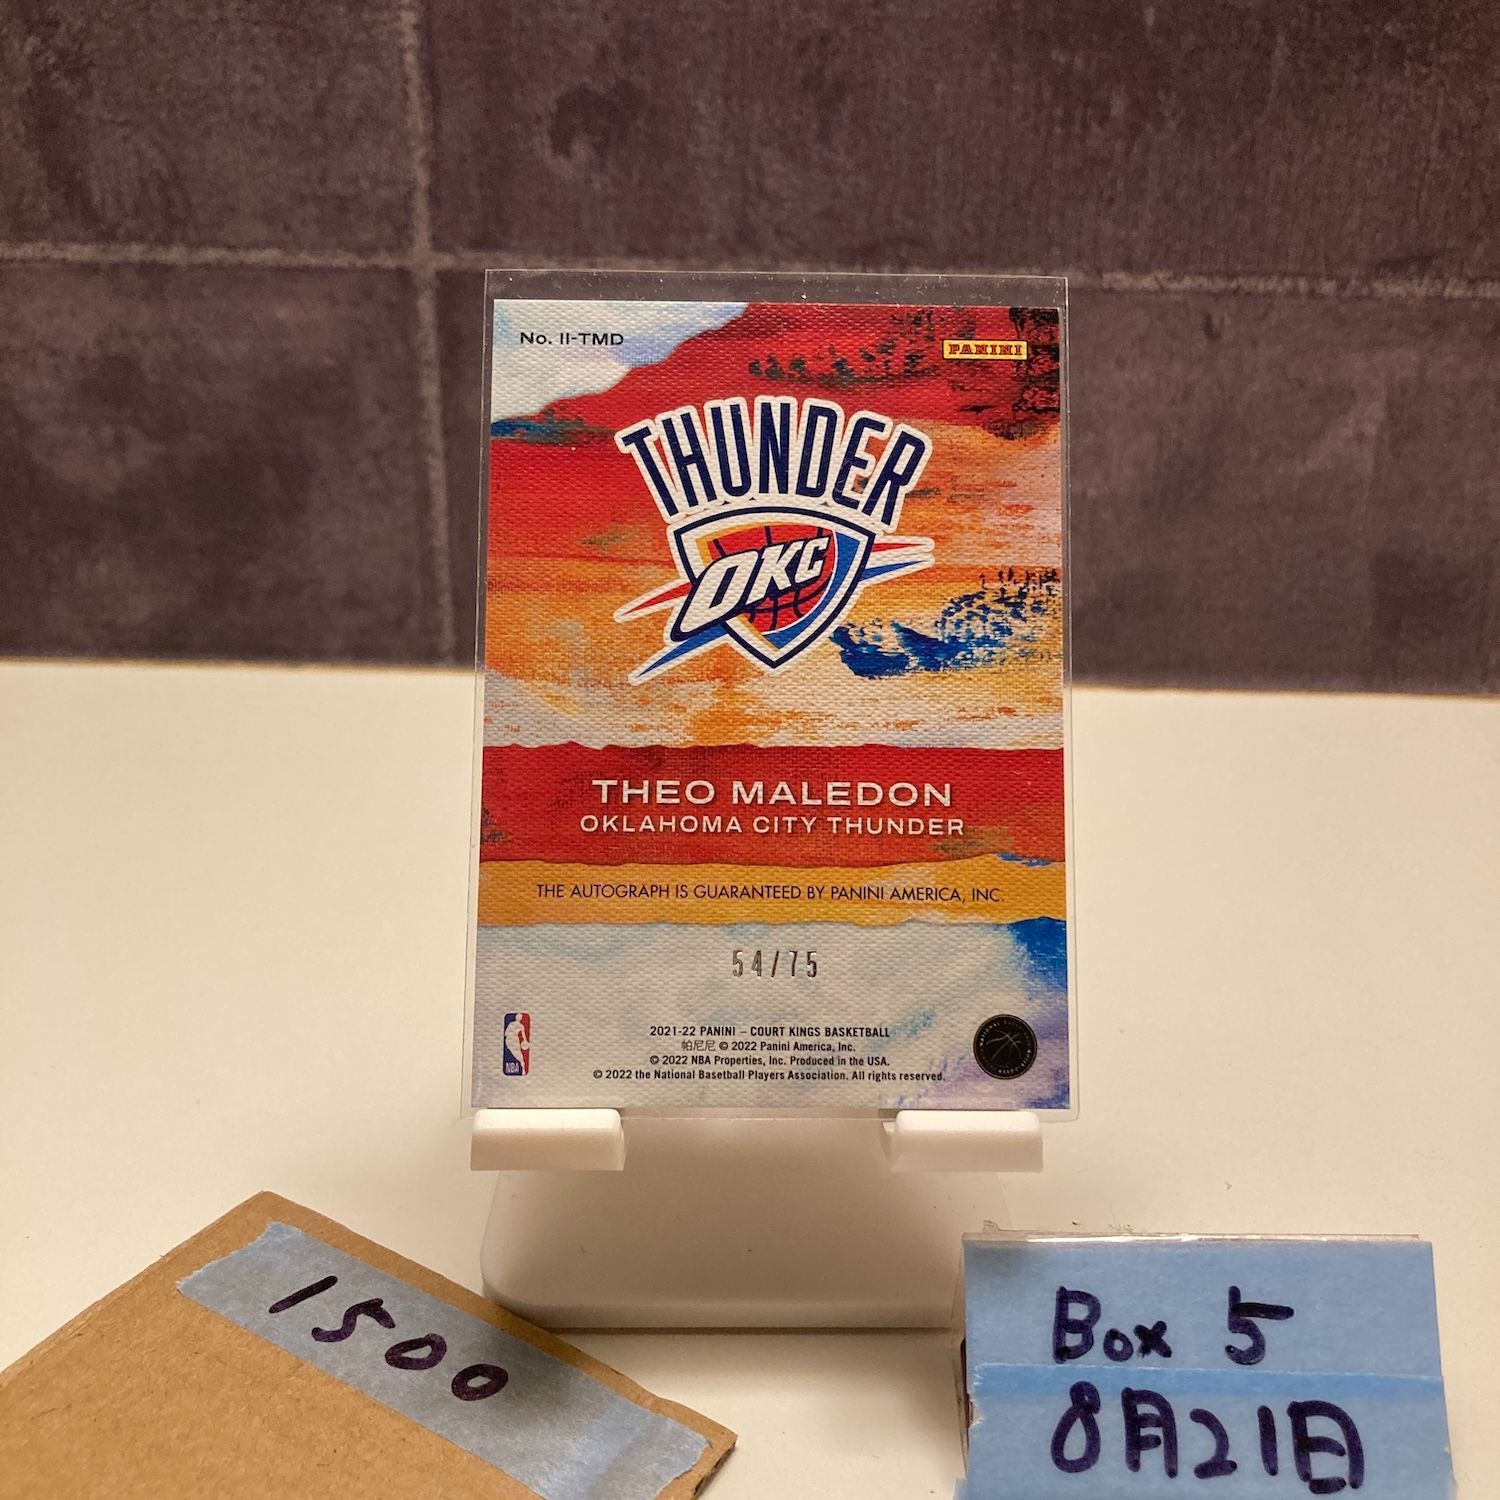 No. II-TMD
PANINI
THUNDER
OKC
THEO MALEDON
OKLAHOMA CITY THUNDER
THE AUTOGRAPH IS GUARANTEED BY PANINI AMERICA, INC.
54/75
2021-22 PANINI – COURT KINGS BASKETBALL
帕尼尼 © 2022 Panini America, Inc.
© 2022 NBA Properties, Inc. Produced in the USA.
© 2022 the National Basketball Players Association. All rights reserved.
NBA
1500
Box 5
8月21日